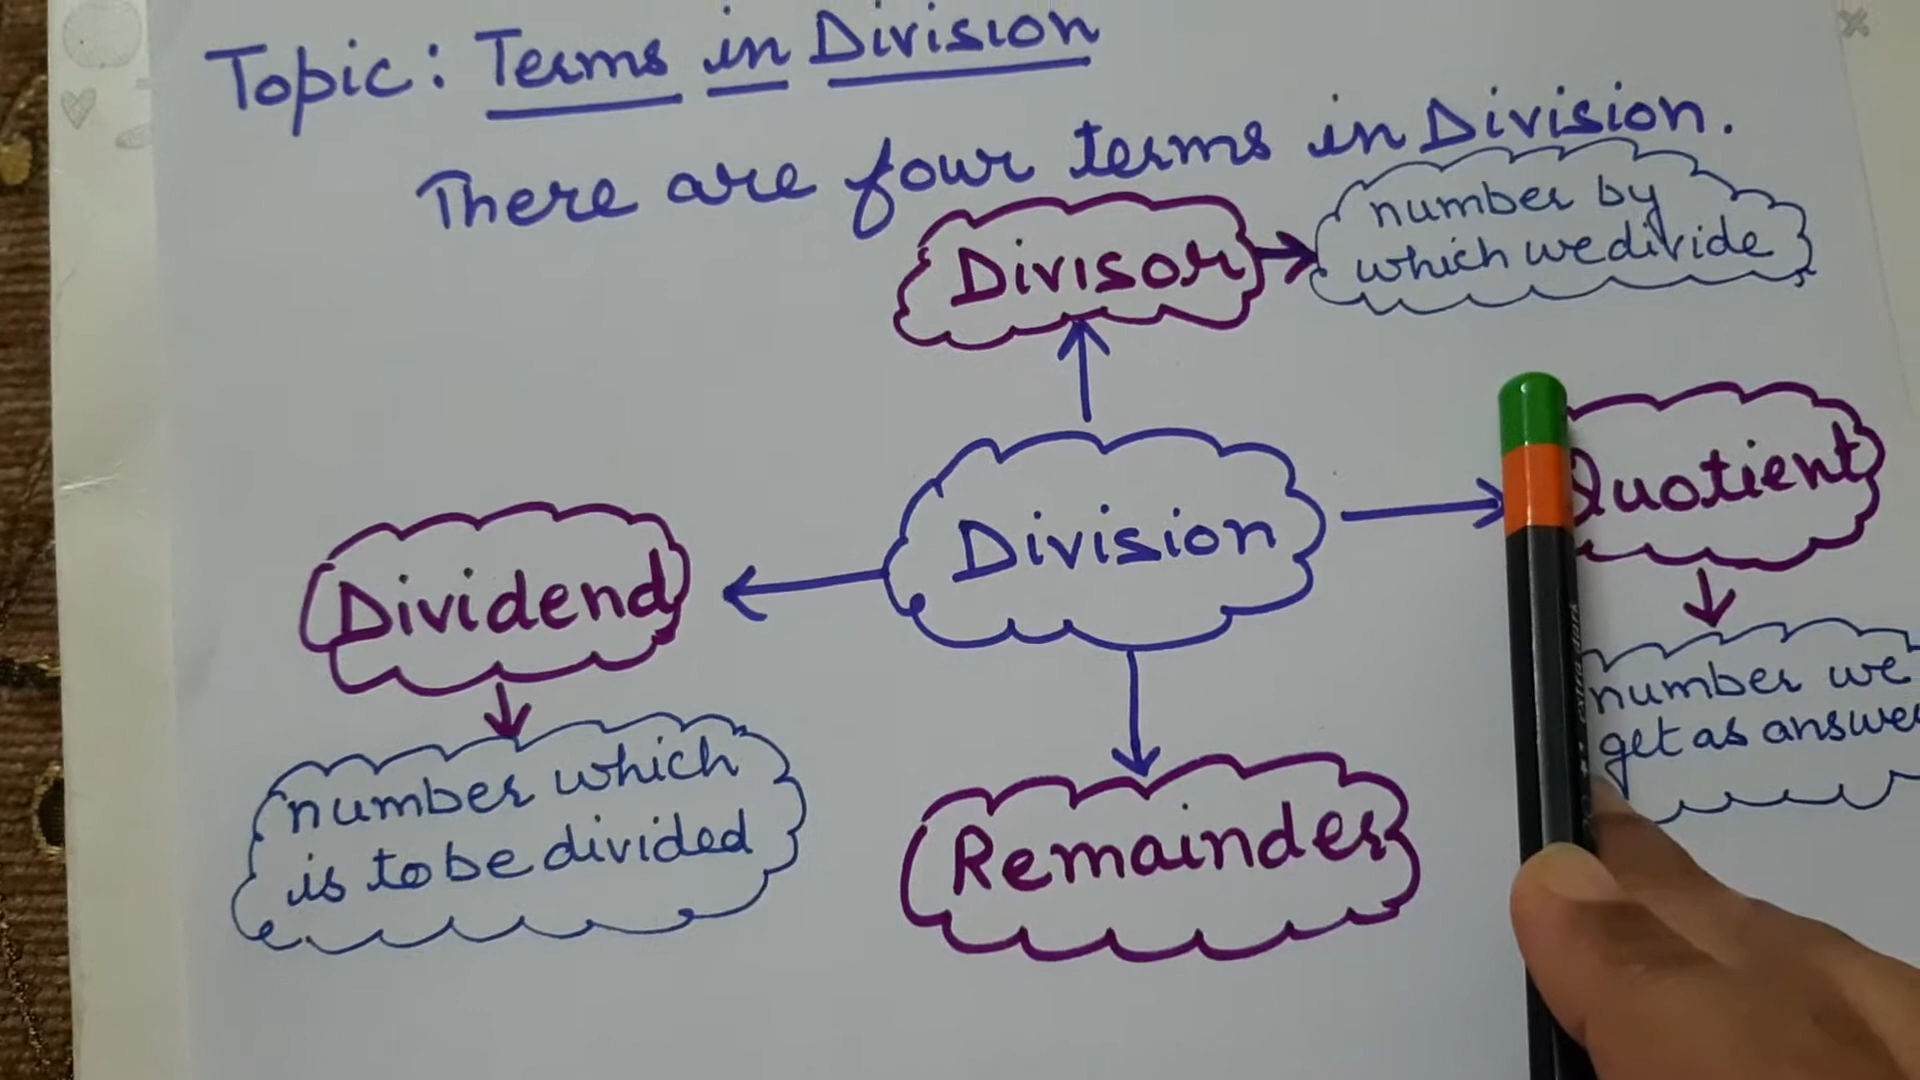 Topic: Terms in Division
There are four terms in Division.
Divisor
number by
which we divide
Quotient
number we
get as answer
Division
Dividend
number which
is to be divided
Remainder